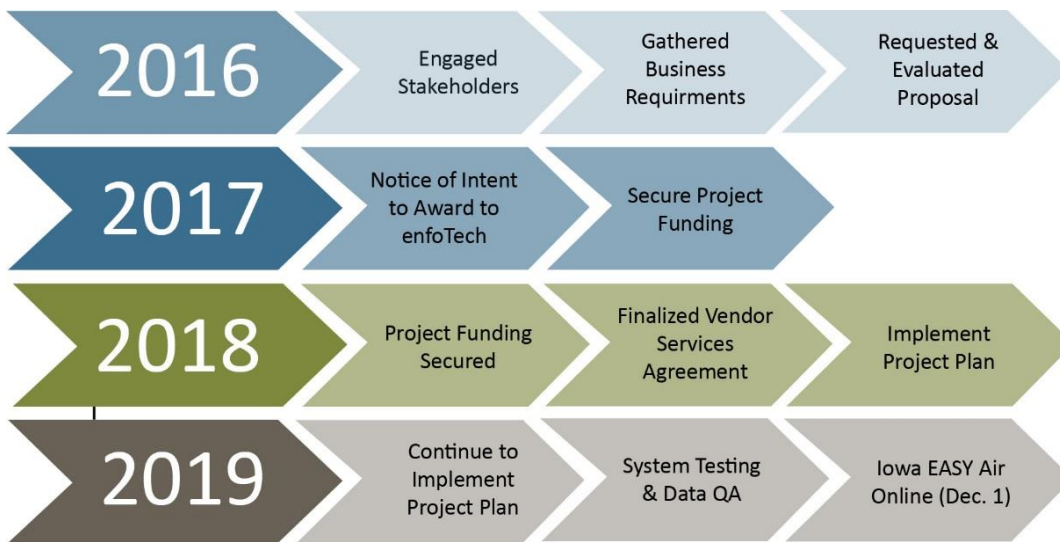 2016
Engaged
Stakeholders
Gathered
Business
Requirments
Requested &
Evaluated
Proposal
2017
Notice of Intent
to Award to
enfoTech
Secure Project
Funding
2018
Project Funding
Secured
Finalized Vendor
Services
Agreement
Implement
Project Plan
2019
Continue to
Implement
Project Plan
System Testing
& Data QA
Iowa EASY Air
Online (Dec. 1)